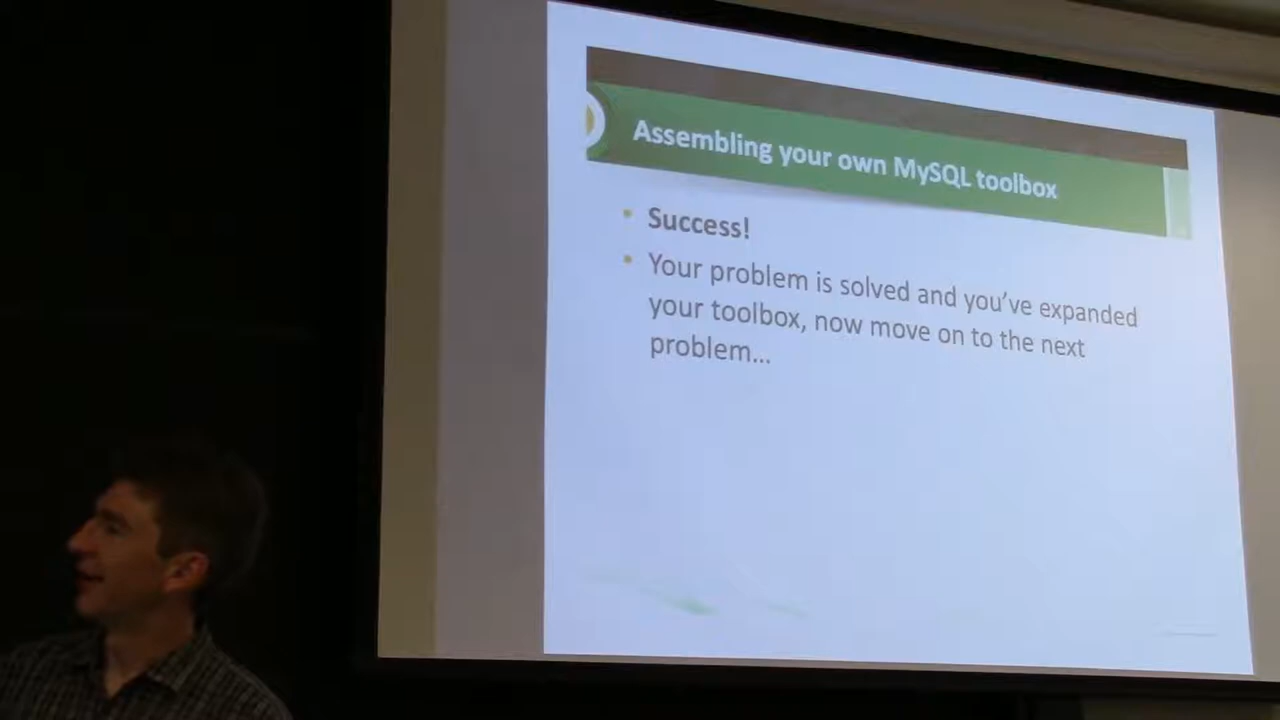 Assembling your own MySQL toolbox
• Success!
• Your problem is solved and you've expanded
your toolbox, now move on to the next
problem...